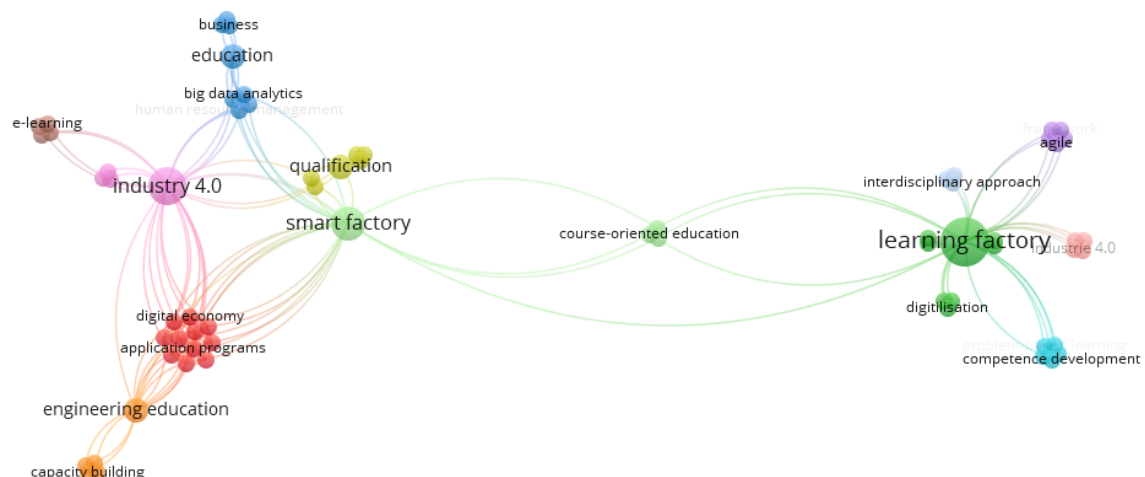 business
education
big data analytics
human resource management
e-learning
framework
agile
qualification
industry 4.0
interdisciplinary approach
smart factory
course-oriented education
learning factory
industrie 4.0
digitilisation
digital economy
application programs
problem-based learning
competence development
engineering education
capacity building